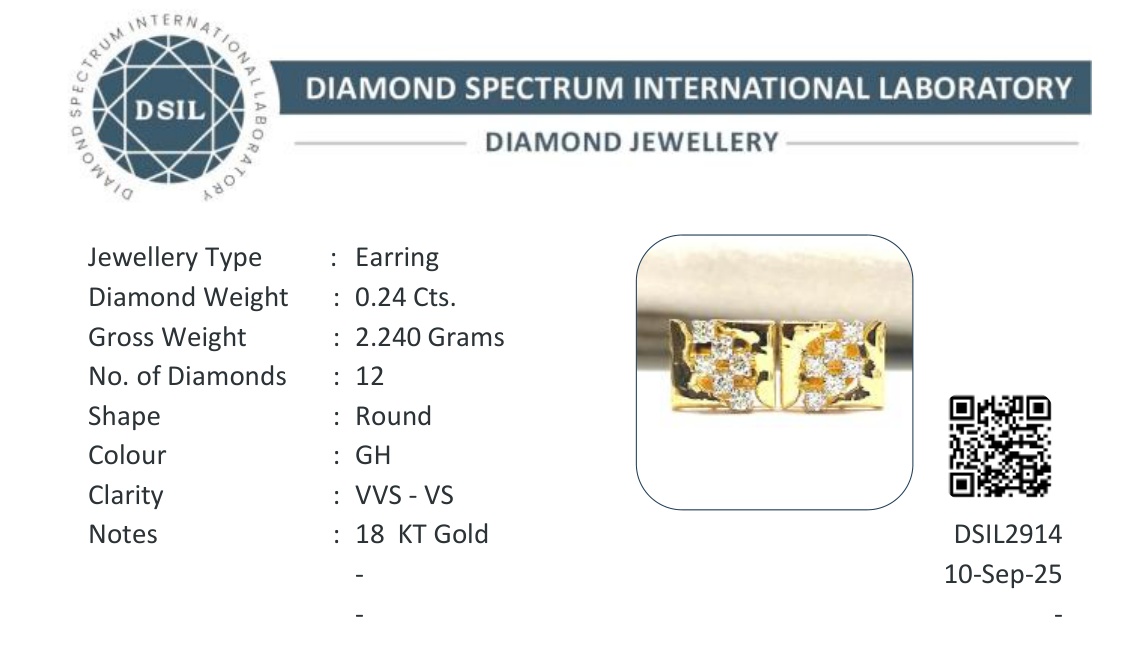 DIAMOND SPECTRUM INTERNATIONAL LABORATORY
DSIL
DIAMOND SPECTRUM INTERNATIONAL LABORATORY
DIAMOND JEWELLERY
Jewellery Type : Earring
Diamond Weight : 0.24 Cts.
Gross Weight : 2.240 Grams
No. of Diamonds : 12
Shape : Round
Colour : GH
Clarity : VVS - VS
Notes : 18 KT Gold
-
-
DSIL2914
10-Sep-25
-